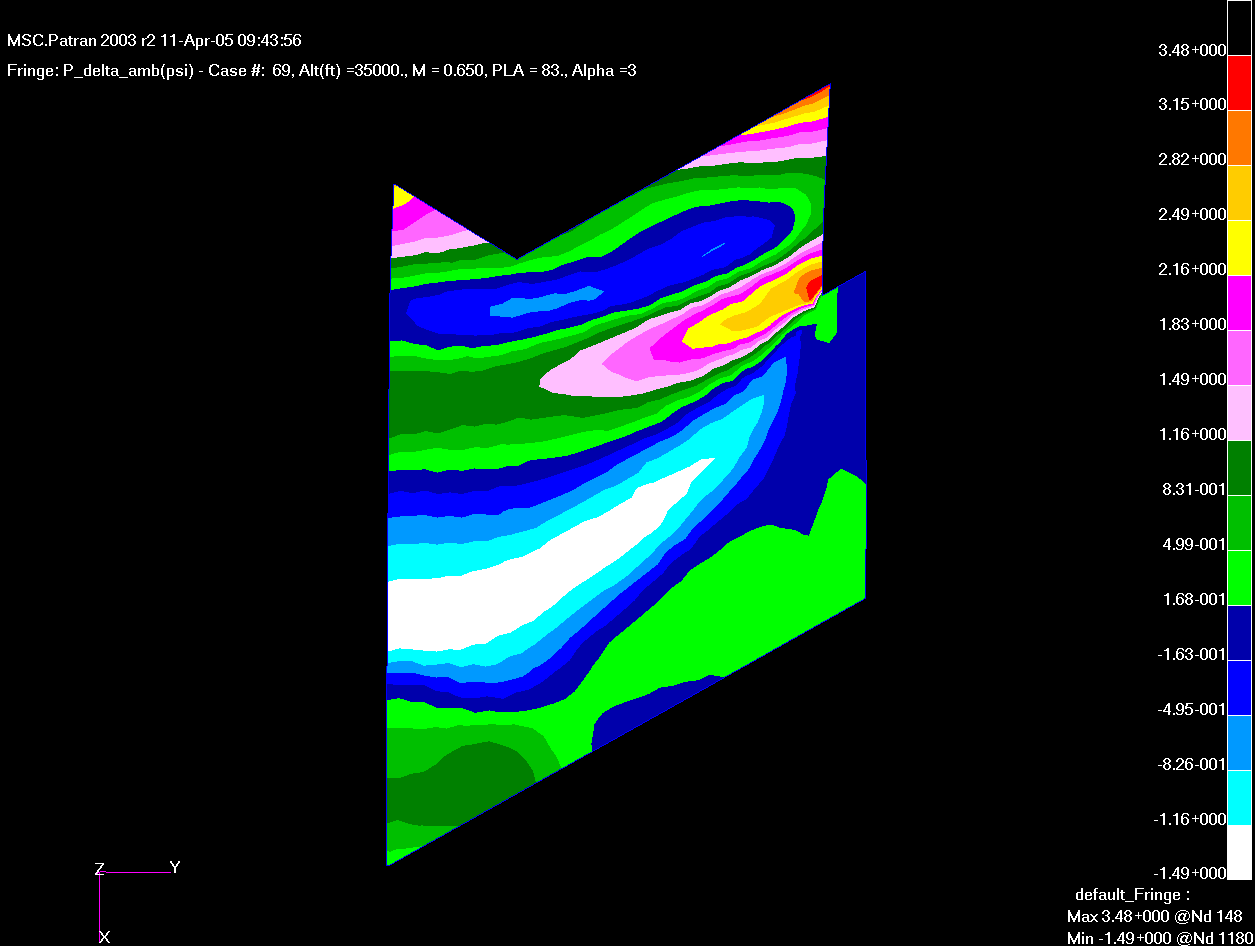 MSC.Patran 2003 r2 11-Apr-05 09:43:56
Fringe: P_delta_amb(psi) - Case #: 69, Alt(ft) =35000., M = 0.650, PLA = 83., Alpha =3
3.48+000
3.15+000
2.82+000
2.49+000
2.16+000
1.83+000
1.49+000
1.16+000
8.31-001
4.99-001
1.68-001
-1.63-001
-4.95-001
-8.26-001
-1.16+000
-1.49+000
Z
Y
X
default_Fringe :
Max 3.48+000 @Nd 148
Min -1.49+000 @Nd 1180